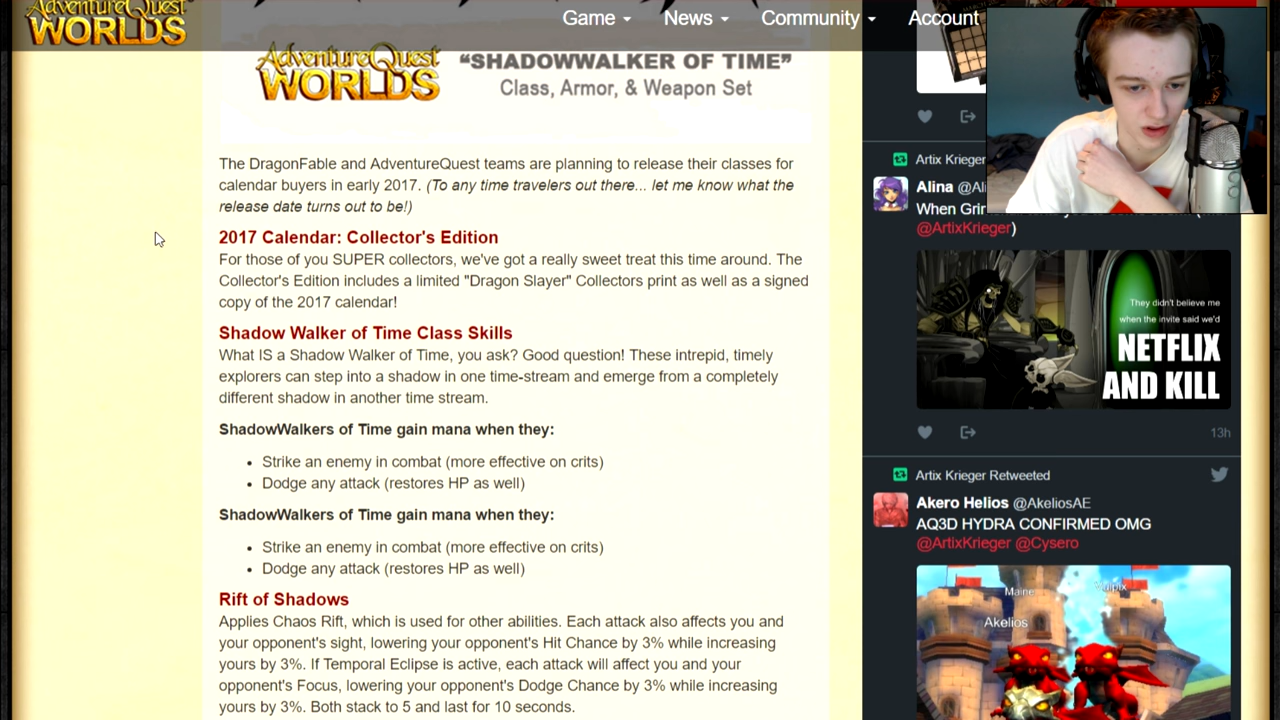 AdventureQuest
WORLDS
Game
News
Community
Account
AdventureQuest
WORLDS
“SHADOWWALKER OF TIME”
Class, Armor, & Weapon Set
The DragonFable and AdventureQuest teams are planning to release their classes for
calendar buyers in early 2017. (To any time travelers out there... let me know what the
release date turns out to be!)
2017 Calendar: Collector's Edition
For those of you SUPER collectors, we've got a really sweet treat this time around. The
Collector's Edition includes a limited "Dragon Slayer" Collectors print as well as a signed
copy of the 2017 calendar!
Shadow Walker of Time Class Skills
What IS a Shadow Walker of Time, you ask? Good question! These intrepid, timely
explorers can step into a shadow in one time-stream and emerge from a completely
different shadow in another time stream.
ShadowWalkers of Time gain mana when they:
• Strike an enemy in combat (more effective on crits)
• Dodge any attack (restores HP as well)
ShadowWalkers of Time gain mana when they:
• Strike an enemy in combat (more effective on crits)
• Dodge any attack (restores HP as well)
Rift of Shadows
Applies Chaos Rift, which is used for other abilities. Each attack also affects you and
your opponent's sight, lowering your opponent's Hit Chance by 3% while increasing
yours by 3%. If Temporal Eclipse is active, each attack will affect you and your
opponent's Focus, lowering your opponent's Dodge Chance by 3% while increasing
yours by 3%. Both stack to 5 and last for 10 seconds.
Artix Krieger
Alina
When
@ArtixKrieger)
They didn't believe me
when the invite said we'd
NETFLIX
AND KILL
13h
Artix Krieger Retweeted
Akero Helios @AkeliosAE
AQ3D HYDRA CONFIRMED OMG
@ArtixKrieger @Cysero
Maine
Akelios